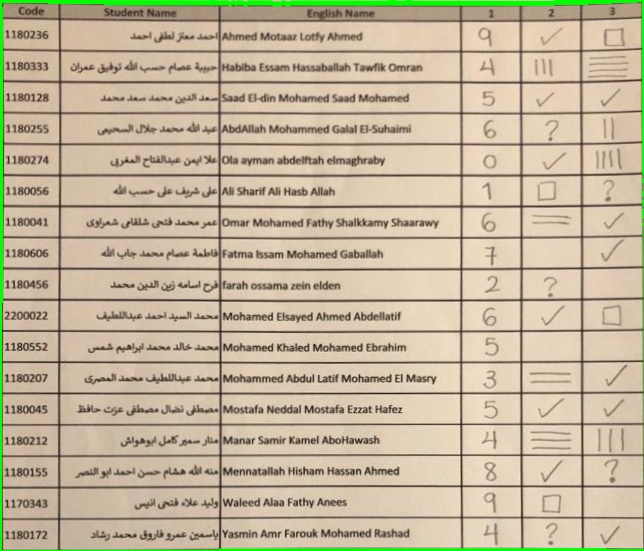 Code Student Name English Name 1 2 3
1180236 احمد معتز لطفى احمد Ahmed Motaaz Lotfy Ahmed 9 ✓ □
1180333 حبيبة عصام حسب الله توفيق عمران Habiba Essam Hassaballah Tawfik Omran 4 ||| ☰
1180128 سعد الدين محمد سعد محمد Saad El-din Mohamed Saad Mohamed 5 ✓ ✓
1180255 عبد الله محمد جلال السحيمى AbdAllah Mohammed Galal El-Suhaimi 6 ? ||
1180274 علا ايمن عبدالفتاح المغربى Ola ayman abdelftah elmaghraby 0 ✓ ||||
1180056 على شريف على حسب الله Ali Sharif Ali Hasb Allah 1 □ ?
1180041 عمر محمد فتحى شلقامى شعراوى Omar Mohamed Fathy Shalkkamy Shaarawy 6 = ✓
1180606 فاطمة عصام محمد جاب الله Fatma Issam Mohamed Gaballah 7 ✓
1180456 فرح اسامه زين الدين محمد farah ossama zein elden 2 ?
2200022 محمد السيد احمد عبداللطيف Mohamed Elsayed Ahmed Abdellatif 6 ✓ □
1180552 محمد خالد محمد ابراهيم شمس Mohamed Khaled Mohamed Ebrahim 5
1180207 محمد عبداللطيف محمد المصرى Mohammed Abdul Latif Mohamed El Masry 3 = ✓
1180045 مصطفى نضال مصطفى عزت حافظ Mostafa Neddal Mostafa Ezzat Hafez 5 ✓ ✓
1180212 منار سمير كامل ابوهواش Manar Samir Kamel AboHawash 4 ☰ |||
1180155 منه الله هشام حسن احمد ابو النصر Mennatallah Hisham Hassan Ahmed 8 ✓ ?
1170343 وليد علاء فتحى انيس Waleed Alaa Fathy Anees 9 □
1180172 ياسمين عمرو فاروق محمد رشاد Yasmin Amr Farouk Mohamed Rashad 4 ? ✓